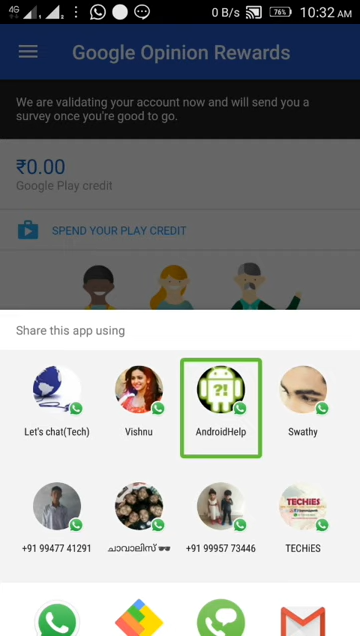 4G
1
2
0 B/s
76%
10:32 AM
Google Opinion Rewards
We are validating your account now and will send you a
survey once you're good to go.
₹0.00
Google Play credit
SPEND YOUR PLAY CREDIT
Share this app using
?!
TECHiES
Let's chat(Tech)
Vishnu
AndroidHelp
Swathy
+91 99477 41291
ചാവാലിസ് 🕶
+91 99957 73446
TECHiES